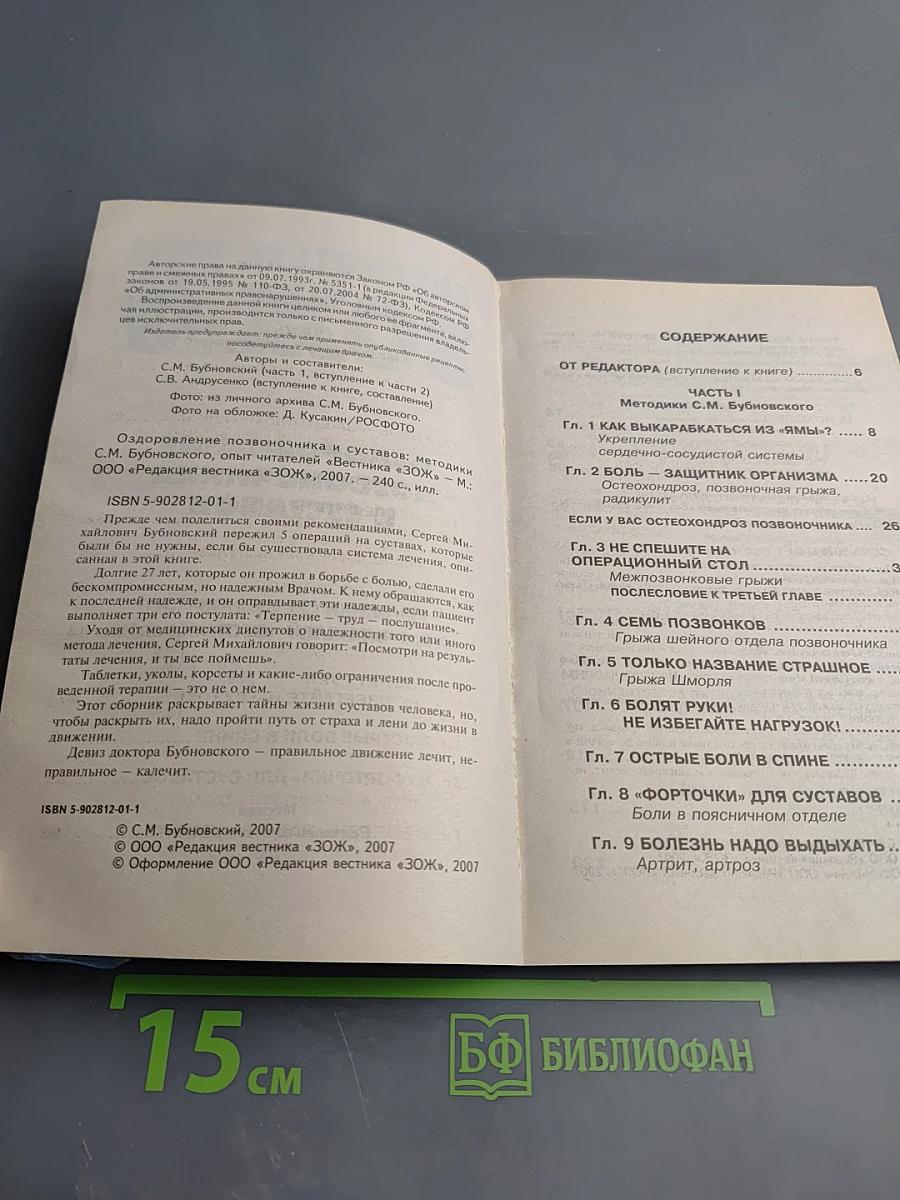 Авторские права на данную книгу охраняются Законом РФ «Об авторском
праве и смежных правах» от 09.07.1993г. № 5351-1 (в редакции Федеральных
законов от 19.05.1995 № 110-ФЗ, от 20.07.2004 № 72-ФЗ), Кодексом РФ
«Об административных правонарушениях», Уголовным кодексом РФ.
Воспроизведение данной книги целиком или любого ее фрагмента, вклю-
чая иллюстрации, производится только с письменного разрешения владель-
цев исключительных прав.
Издатель предупреждает: прежде чем применять опубликованные рецепты,
посоветуйтесь с лечащим врачом.
Авторы и составители:
С.М. Бубновский (часть 1, вступление к части 2)
С.В. Андрусенко (вступление к книге, составление)
Фото: из личного архива С.М. Бубновского.
Фото на обложке: Д. Кусакин/РОСФОТО
Оздоровление позвоночника и суставов: методики
С.М. Бубновского, опыт читателей «Вестника «ЗОЖ» – М.:
ООО «Редакция вестника «ЗОЖ», 2007. – 240 с., илл.
ISBN 5-902812-01-1
Прежде чем поделиться своими рекомендациями, Сергей Ми-
хайлович Бубновский пережил 5 операций на суставах, которые
были бы не нужны, если бы существовала система лечения, опи-
санная в этой книге.
Долгие 27 лет, которые он прожил в борьбе с болью, сделали его
бескомпромиссным, но надежным Врачом. К нему обращаются, как
к последней надежде, и он оправдывает эти надежды, если пациент
выполняет три его постулата: «Терпение – труд – послушание».
Уходя от медицинских диспутов о надежности того или иного
метода лечения, Сергей Михайлович говорит: «Посмотри на резуль-
таты лечения, и ты все поймешь».
Таблетки, уколы, корсеты и какие-либо ограничения после про-
веденной терапии – это не о нем.
Этот сборник раскрывает тайны жизни суставов человека, но,
чтобы раскрыть их, надо пройти путь от страха и лени до жизни в
движении.
Девиз доктора Бубновского – правильное движение лечит, не-
правильное – калечит.
ISBN 5-902812-01-1
© С.М. Бубновский, 2007
© ООО «Редакция вестника «ЗОЖ», 2007
© Оформление ООО «Редакция вестника «ЗОЖ», 2007
СОДЕРЖАНИЕ
ОТ РЕДАКТОРА (вступление к книге) ..............6
ЧАСТЬ I
Методики С.М. Бубновского
Гл. 1 КАК ВЫКАРАБКАТЬСЯ ИЗ «ЯМЫ»? ..... 8
Укрепление
сердечно-сосудистой системы
Гл. 2 БОЛЬ — ЗАЩИТНИК ОРГАНИЗМА .....20
Остеохондроз, позвоночная грыжа,
радикулит
ЕСЛИ У ВАС ОСТЕОХОНДРОЗ ПОЗВОНОЧНИКА .... 26
Гл. 3 НЕ СПЕШИТЕ НА
ОПЕРАЦИОННЫЙ СТОЛ ....................3
Межпозвонковые грыжи
ПОСЛЕСЛОВИЕ К ТРЕТЬЕЙ ГЛАВЕ ...........
Гл. 4 СЕМЬ ПОЗВОНКОВ ..................
Грыжа шейного отдела позвоночника
Гл. 5 ТОЛЬКО НАЗВАНИЕ СТРАШНОЕ ....
Грыжа Шморля
Гл. 6 БОЛЯТ РУКИ!
НЕ ИЗБЕГАЙТЕ НАГРУЗОК! ........
Гл. 7 ОСТРЫЕ БОЛИ В СПИНЕ .........
Гл. 8 «ФОРТОЧКИ» ДЛЯ СУСТАВОВ ..
Боли в поясничном отделе
Гл. 9 БОЛЕЗНЬ НАДО ВЫДЫХАТЬ ..
Артрит, артроз
15 см
БФ БИБЛИОФАН